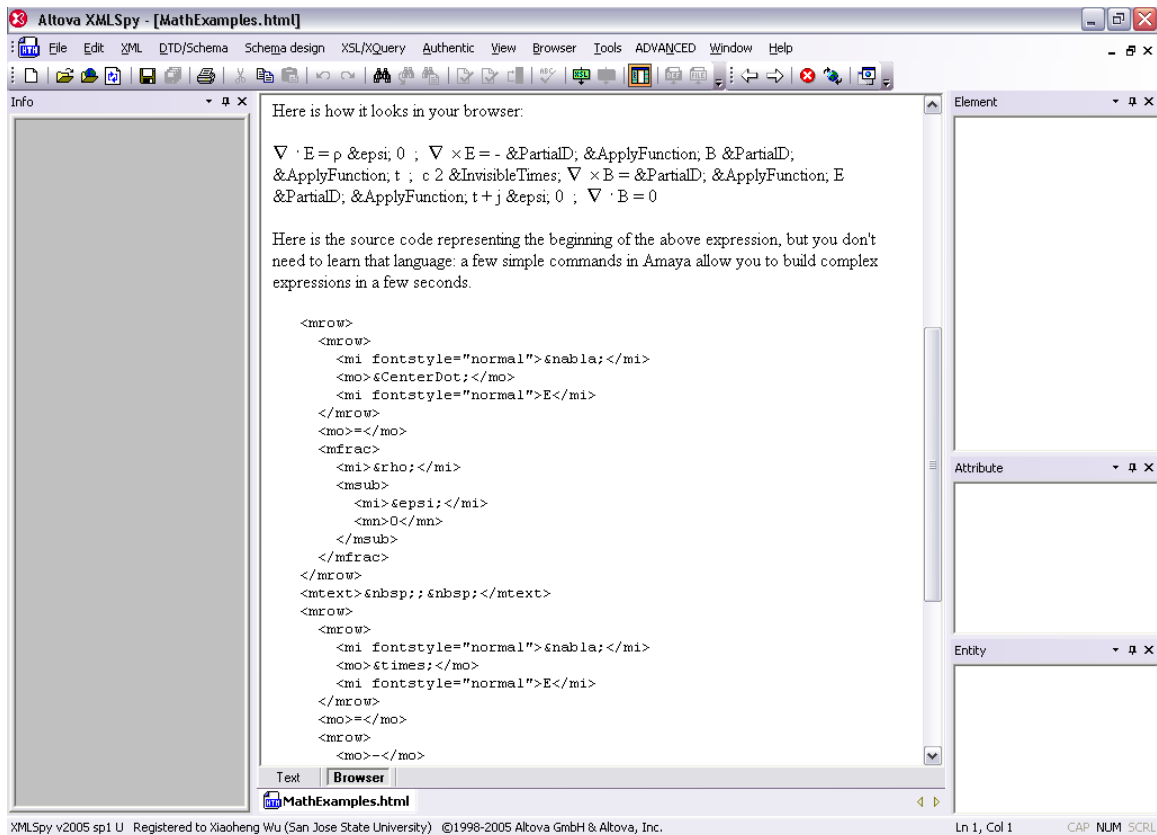 Altova XMLSpy - [MathExamples.html]
File Edit XML DTD/Schema Schema design XSL/XQuery Authentic View Browser Tools ADVANCED Window Help
Info
Here is how it looks in your browser:
∇ · E = ρ &epsi; 0 ; ∇ × E = - &PartialD; &ApplyFunction; B &PartialD;
&ApplyFunction; t ; c 2 &InvisibleTimes; ∇ × B = &PartialD; &ApplyFunction; E
&PartialD; &ApplyFunction; t + j &epsi; 0 ; ∇ · B = 0
Here is the source code representing the beginning of the above expression, but you don't
need to learn that language: a few simple commands in Amaya allow you to build complex
expressions in a few seconds.
<mrow>
<mrow>
<mi fontstyle="normal">&nabla;</mi>
<mo>&CenterDot;</mo>
<mi fontstyle="normal">E</mi>
</mrow>
<mo>=</mo>
<mfrac>
<mi>&rho;</mi>
<msub>
<mi>&epsi;</mi>
<mn>0</mn>
</msub>
</mfrac>
</mrow>
<mtext>&nbsp;;&nbsp;</mtext>
<mrow>
<mrow>
<mi fontstyle="normal">&nabla;</mi>
<mo>&times;</mo>
<mi fontstyle="normal">E</mi>
</mrow>
<mo>=</mo>
<mrow>
<mo>-</mo>
Text Browser
MathExamples.html
Element
Attribute
Entity
XMLSpy v2005 sp1 U Registered to Xiaoheng Wu (San Jose State University) ©1998-2005 Altova GmbH & Altova, Inc. Ln 1, Col 1 CAP NUM SCRL